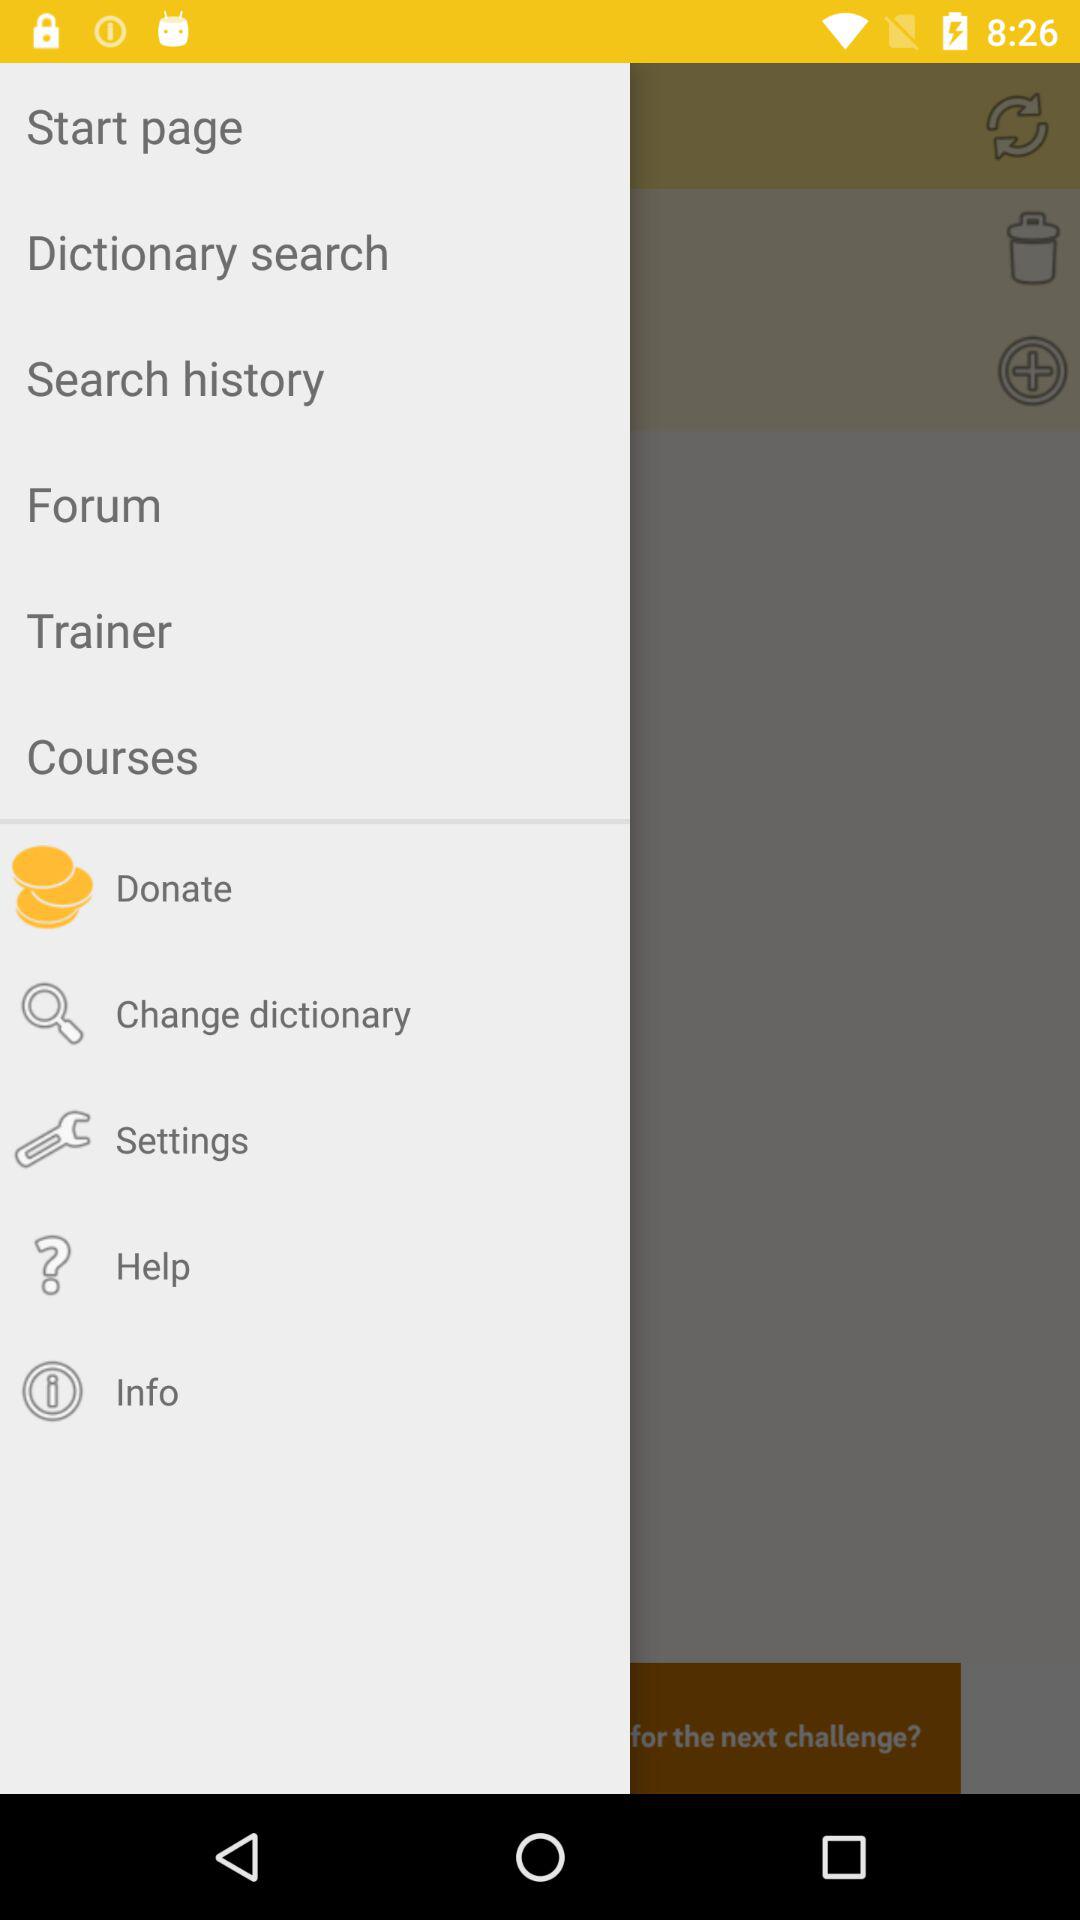 8:26
Start page
Dictionary search
Search history
Forum
Trainer
Courses
Donate
Change dictionary
Settings
Help
Info
for the next challenge?